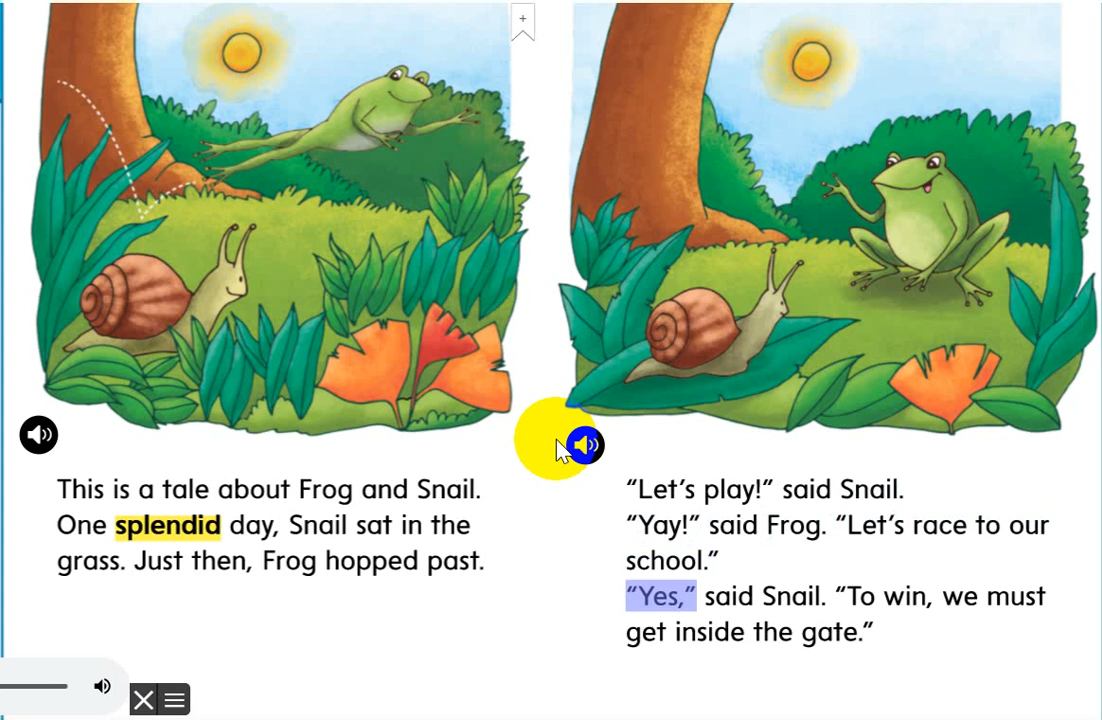 This is a tale about Frog and Snail.
One splendid day, Snail sat in the
grass. Just then, Frog hopped past.
“Let’s play!” said Snail.
“Yay!” said Frog. “Let’s race to our
school.”
“Yes,” said Snail. “To win, we must
get inside the gate.”